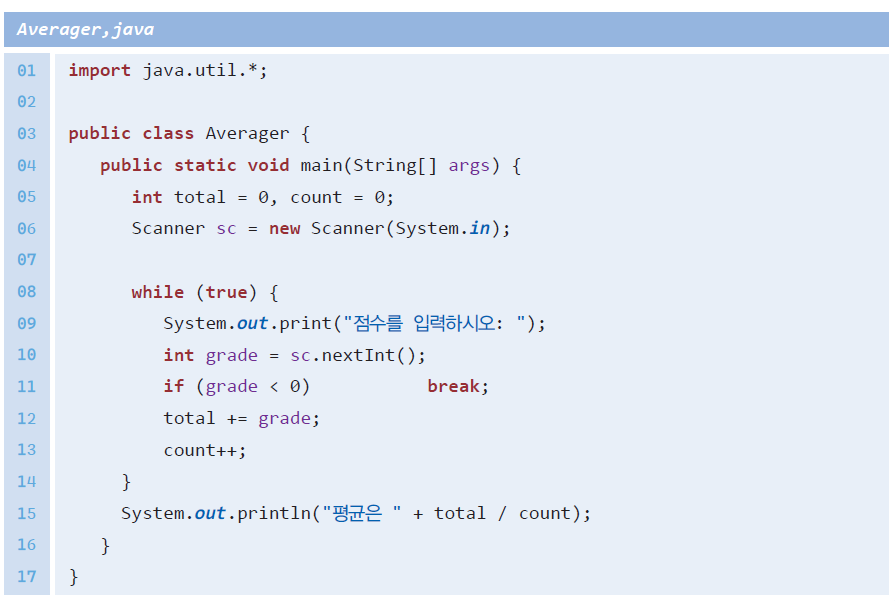 Averager,java
01 import java.util.*;
02
03 public class Averager {
04 public static void main(String[] args) {
05 int total = 0, count = 0;
06 Scanner sc = new Scanner(System.in);
07
08 while (true) {
09 System.out.print("점수를 입력하시오: ");
10 int grade = sc.nextInt();
11 if (grade < 0) break;
12 total += grade;
13 count++;
14 }
15 System.out.println("평균은 " + total / count);
16 }
17 }